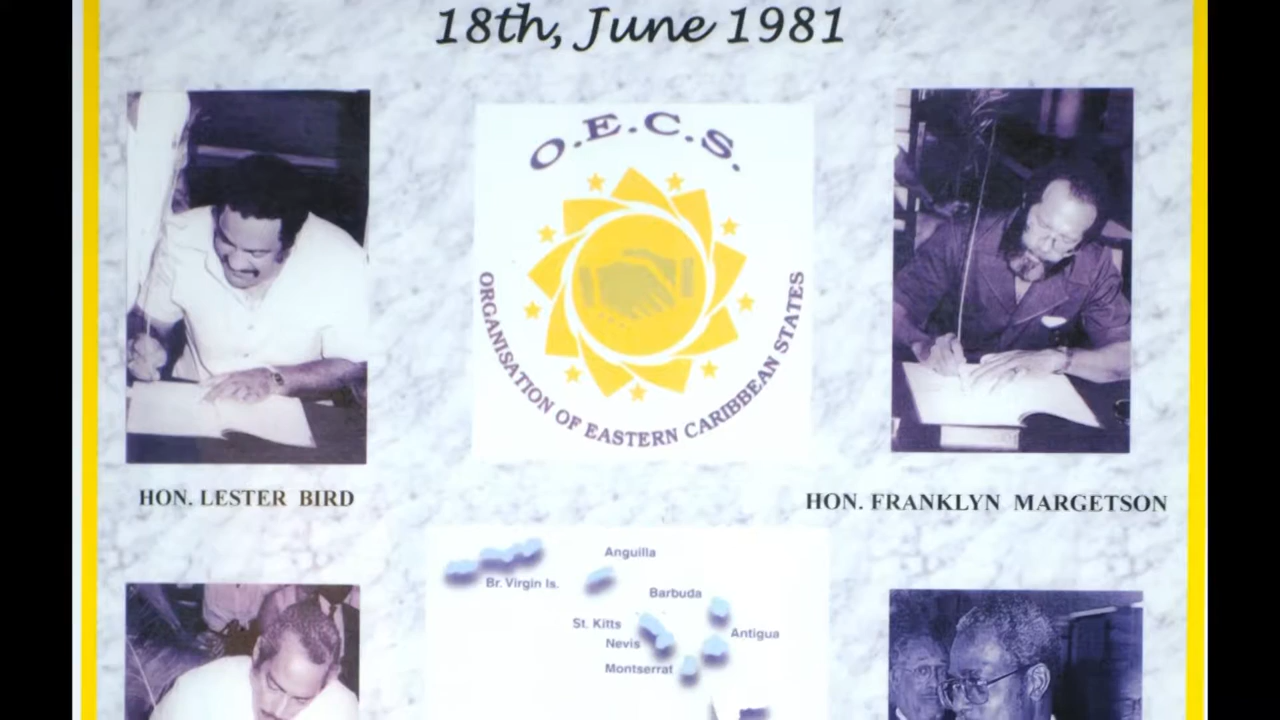 18th, June 1981
O.E.C.S.
ORGANISATION OF EASTERN CARIBBEAN STATES
HON. LESTER BIRD
HON. FRANKLYN MARGETSON
Anguilla
Br. Virgin Is.
Barbuda
St. Kitts
Antigua
Nevis
Montserrat